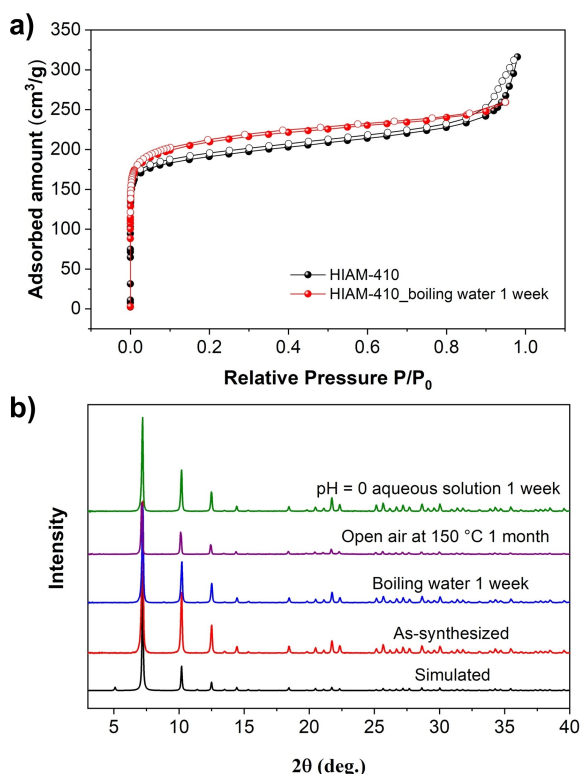 a)
350
300
250
200
150
100
50
0
Adsorbed amount (cm³/g)
HIAM-410
HIAM-410_boiling water 1 week
0.0 0.2 0.4 0.6 0.8 1.0
Relative Pressure P/P₀
b)
Intensity
pH = 0 aqueous solution 1 week
Open air at 150 °C 1 month
Boiling water 1 week
As-synthesized
Simulated
5 10 15 20 25 30 35 40
2θ (deg.)